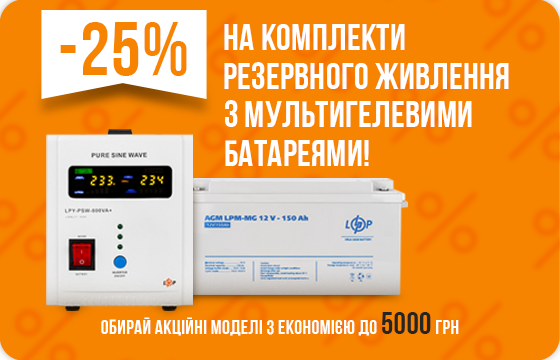 -25%
НА КОМПЛЕКТИ
РЕЗЕРВНОГО ЖИВЛЕННЯ
З МУЛЬТИГЕЛЕВИМИ
БАТАРЕЯМИ!
PURE SINE WAVE
233. 234
LPY-PSW-800VA+
INVERTER
AGM LPM-MG 12 V - 150 Ah
ОБИРАЙ АКЦІЙНІ МОДЕЛІ З ЕКОНОМІЄЮ ДО 5000 ГРН